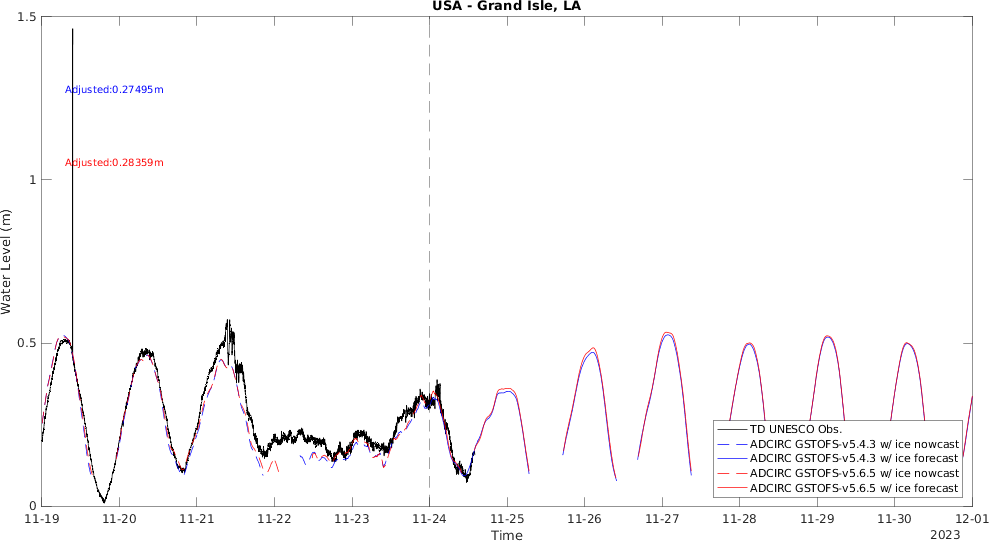 USA - Grand Isle, LA
1.5
Adjusted:0.27495m
Adjusted:0.28359m
1
Water Level (m)
0.5
TD UNESCO Obs.
ADCIRC GSTOFS-v5.4.3 w/ ice nowcast
ADCIRC GSTOFS-v5.4.3 w/ ice forecast
ADCIRC GSTOFS-v5.6.5 w/ ice nowcast
ADCIRC GSTOFS-v5.6.5 w/ ice forecast
0
11-19 11-20 11-21 11-22 11-23 11-24 11-25 11-26 11-27 11-28 11-29 11-30 12-01
Time
2023